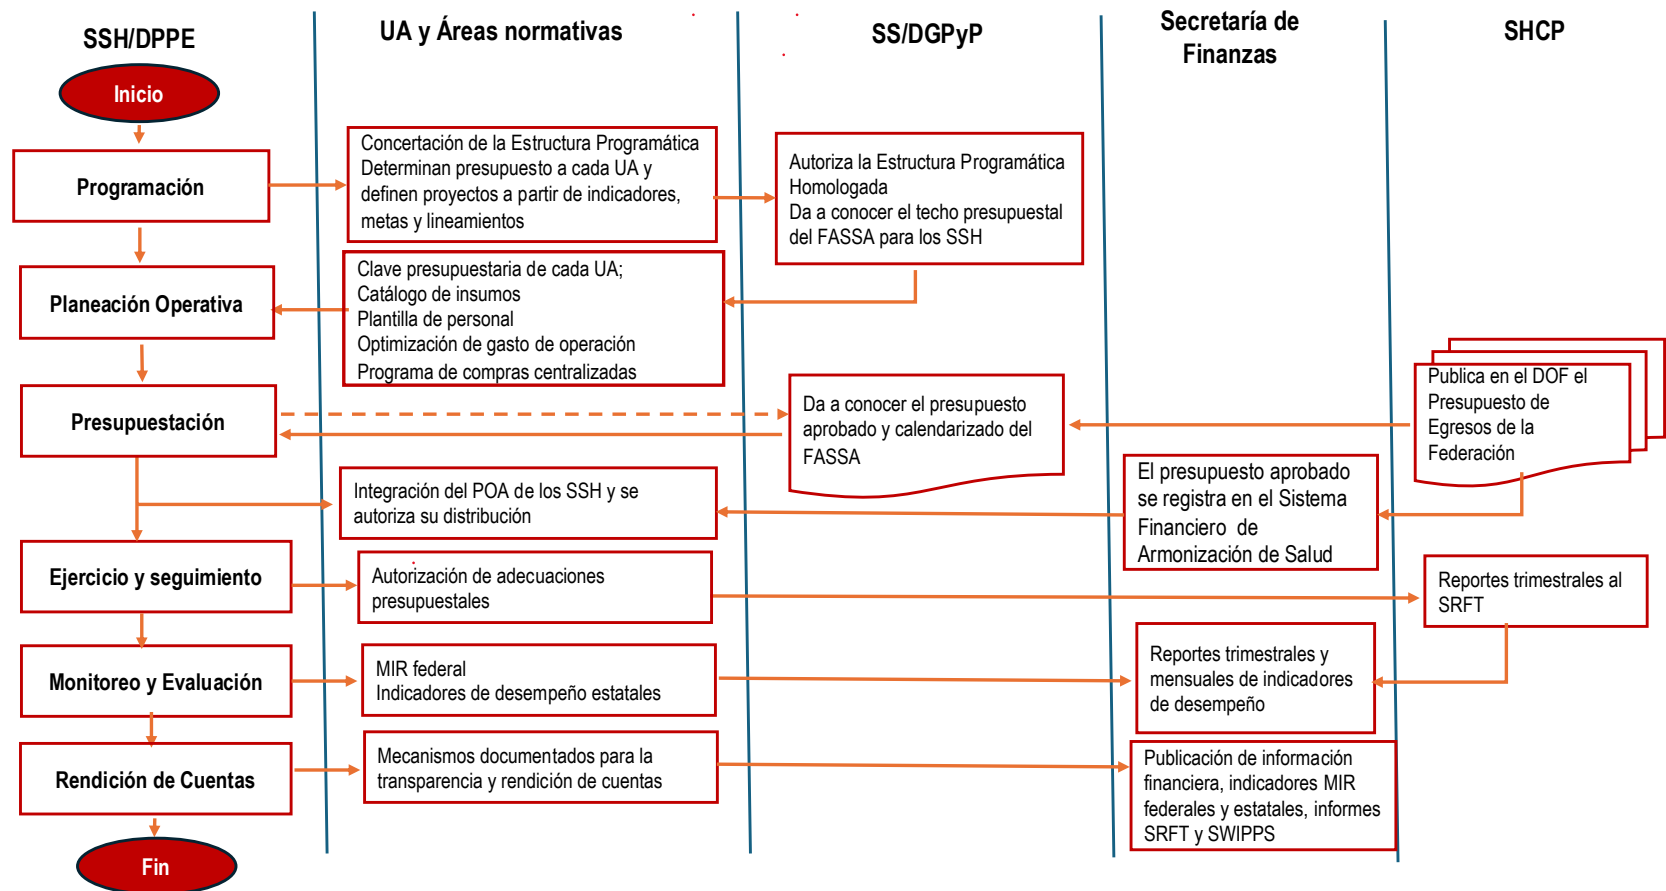 SSH/DPPE
UA y Áreas normativas
SS/DGPyP
Secretaría de
Finanzas
SHCP
Inicio
Programación
Concertación de la Estructura Programática
Determinan presupuesto a cada UA y
definen proyectos a partir de indicadores,
metas y lineamientos
Autoriza la Estructura Programática
Homologada
Da a conocer el techo presupuestal
del FASSA para los SSH
Planeación Operativa
Clave presupuestaria de cada UA;
Catálogo de insumos
Plantilla de personal
Optimización de gasto de operación
Programa de compras centralizadas
Presupuestación
Da a conocer el presupuesto
aprobado y calendarizado del
FASSA
Publica en el DOF el
Presupuesto de
Egresos de la
Federación
Integración del POA de los SSH y se
autoriza su distribución
El presupuesto aprobado
se registra en el Sistema
Financiero de
Armonización de Salud
Ejercicio y seguimiento
Autorización de adecuaciones
presupuestales
Reportes trimestrales al
SRFT
Monitoreo y Evaluación
MIR federal
Indicadores de desempeño estatales
Reportes trimestrales y
mensuales de indicadores
de desempeño
Rendición de Cuentas
Mecanismos documentados para la
transparencia y rendición de cuentas
Publicación de información
financiera, indicadores MIR
federales y estatales, informes
SRFT y SWIPPS
Fin